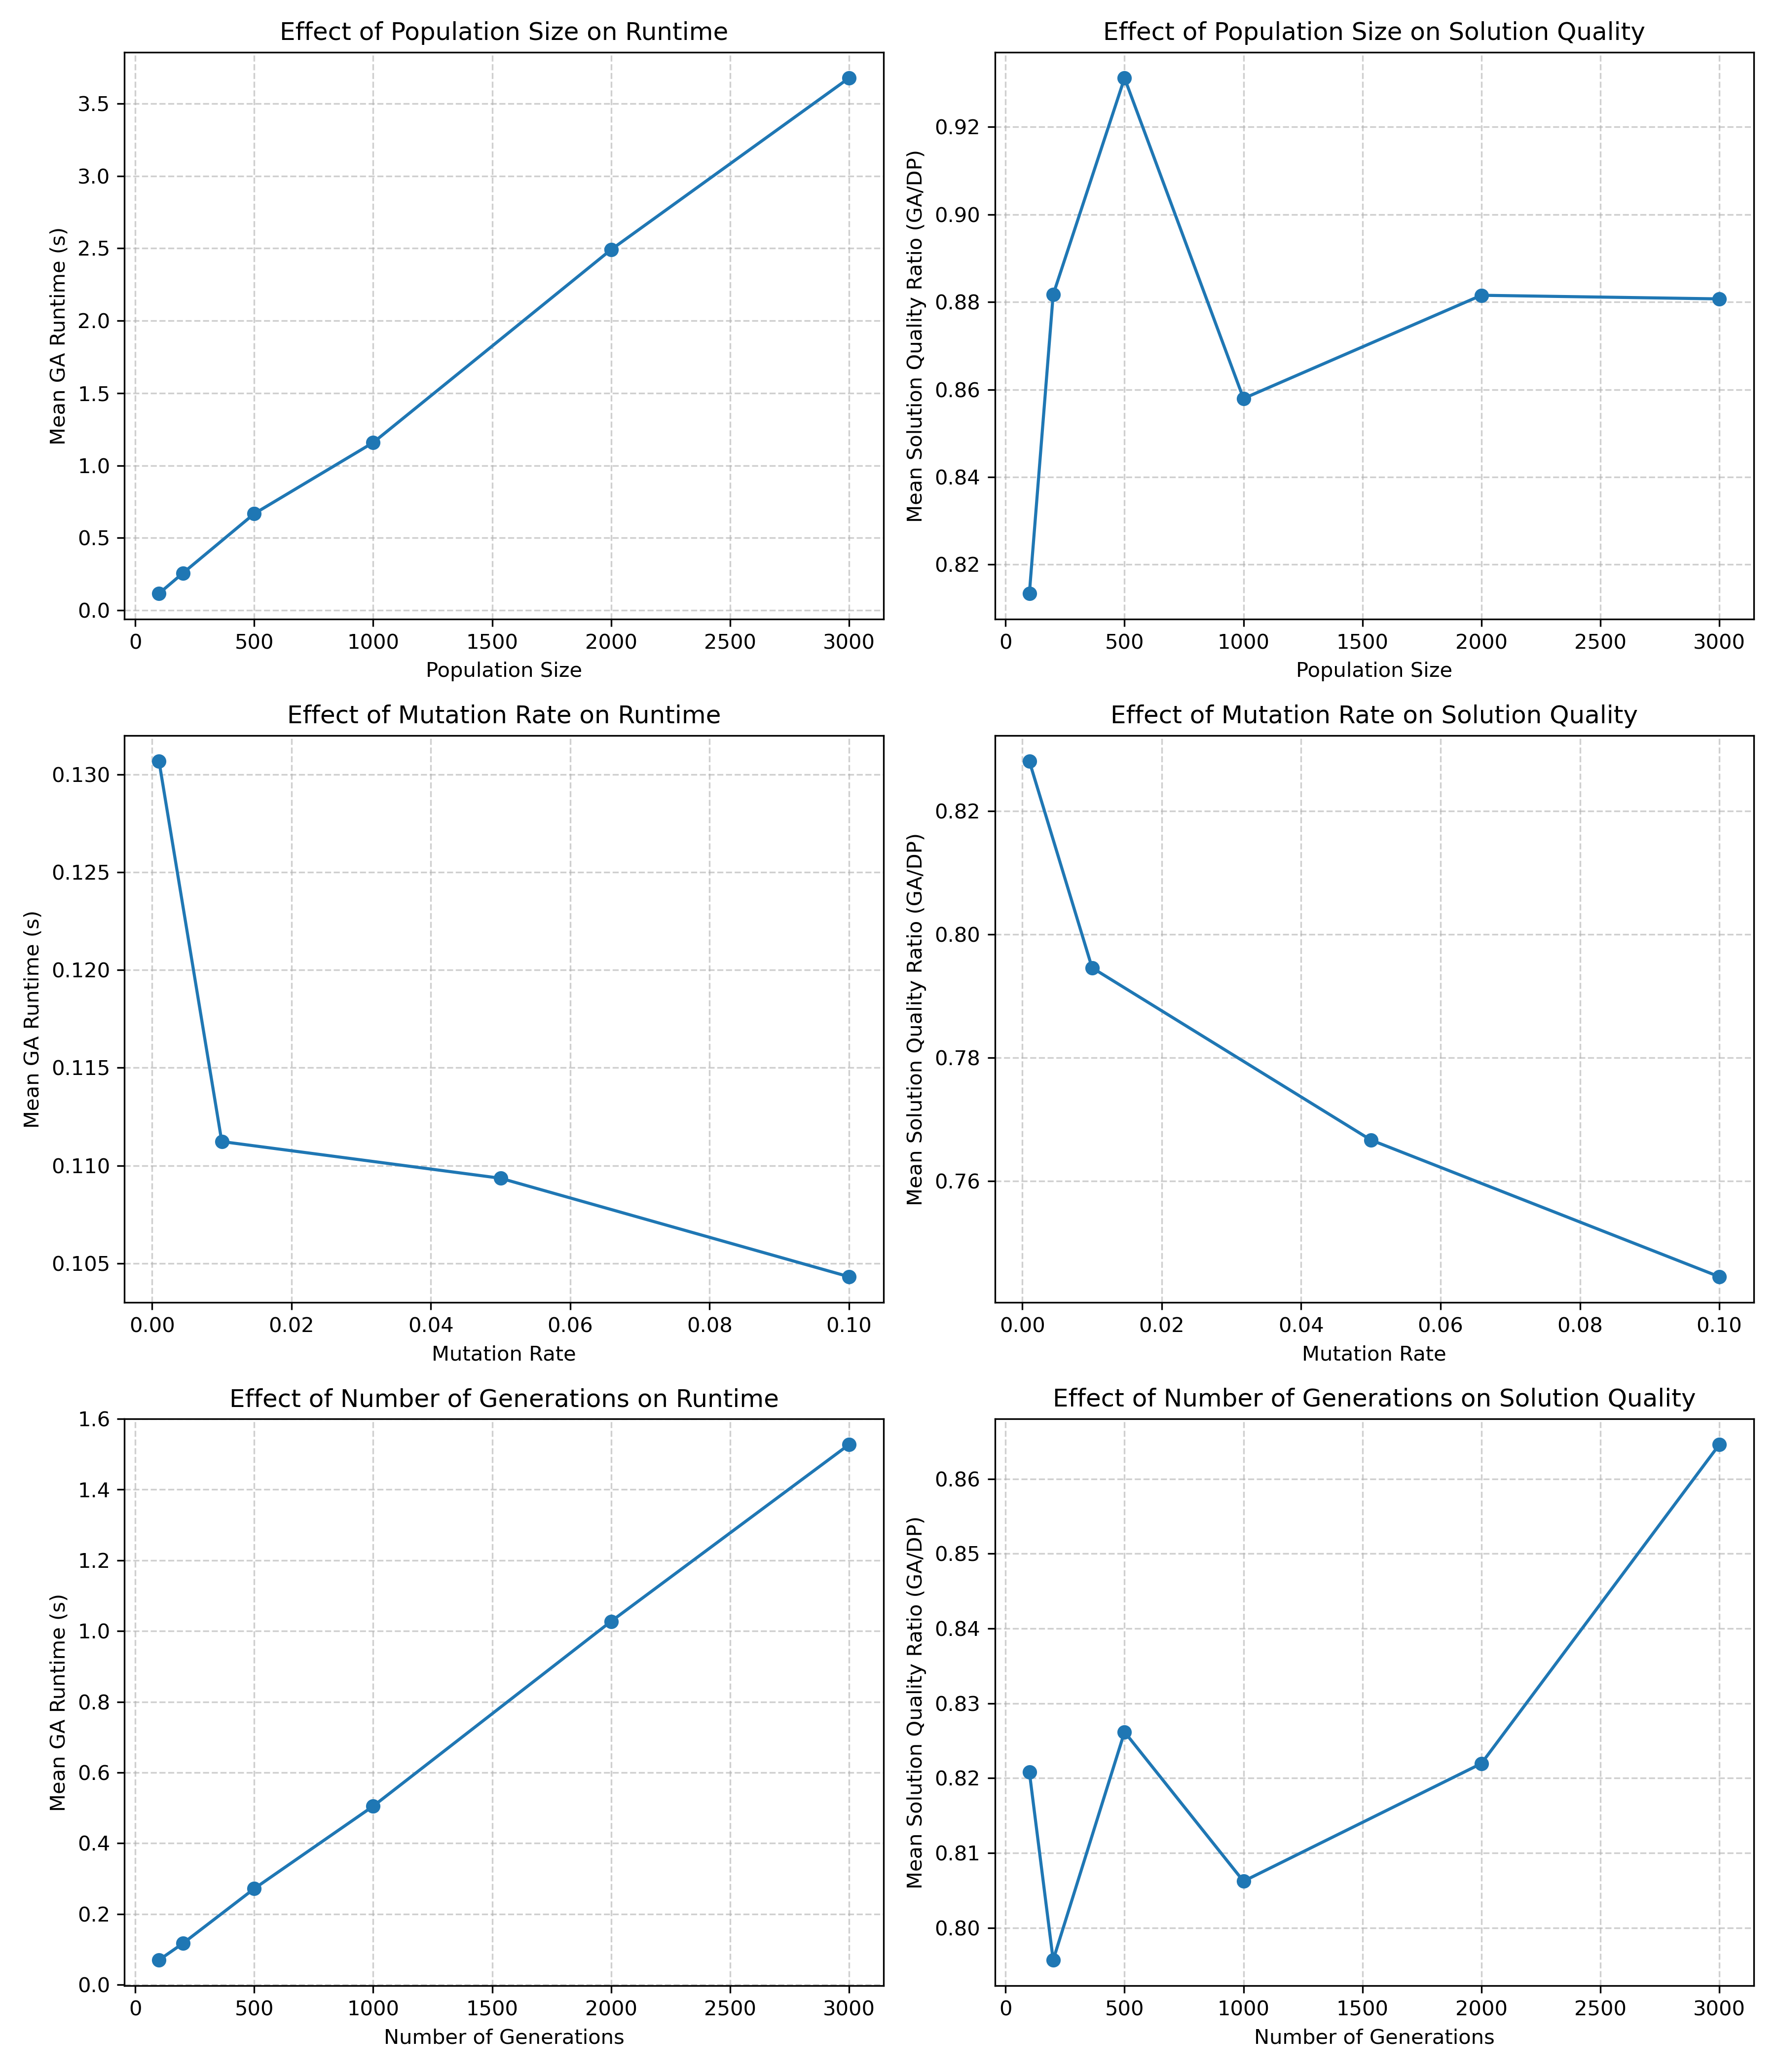 Effect of Population Size on Runtime
Mean GA Runtime (s)
3.5
3.0
2.5
2.0
1.5
1.0
0.5
0.0
0 500 1000 1500 2000 2500 3000
Population Size
Effect of Population Size on Solution Quality
Mean Solution Quality Ratio (GA/DP)
0.92
0.90
0.88
0.86
0.84
0.82
0 500 1000 1500 2000 2500 3000
Population Size
Effect of Mutation Rate on Runtime
Mean GA Runtime (s)
0.130
0.125
0.120
0.115
0.110
0.105
0.00 0.02 0.04 0.06 0.08 0.10
Mutation Rate
Effect of Mutation Rate on Solution Quality
Mean Solution Quality Ratio (GA/DP)
0.82
0.80
0.78
0.76
0.00 0.02 0.04 0.06 0.08 0.10
Mutation Rate
Effect of Number of Generations on Runtime
Mean GA Runtime (s)
1.6
1.4
1.2
1.0
0.8
0.6
0.4
0.2
0.0
0 500 1000 1500 2000 2500 3000
Number of Generations
Effect of Number of Generations on Solution Quality
Mean Solution Quality Ratio (GA/DP)
0.86
0.85
0.84
0.83
0.82
0.81
0.80
0 500 1000 1500 2000 2500 3000
Number of Generations